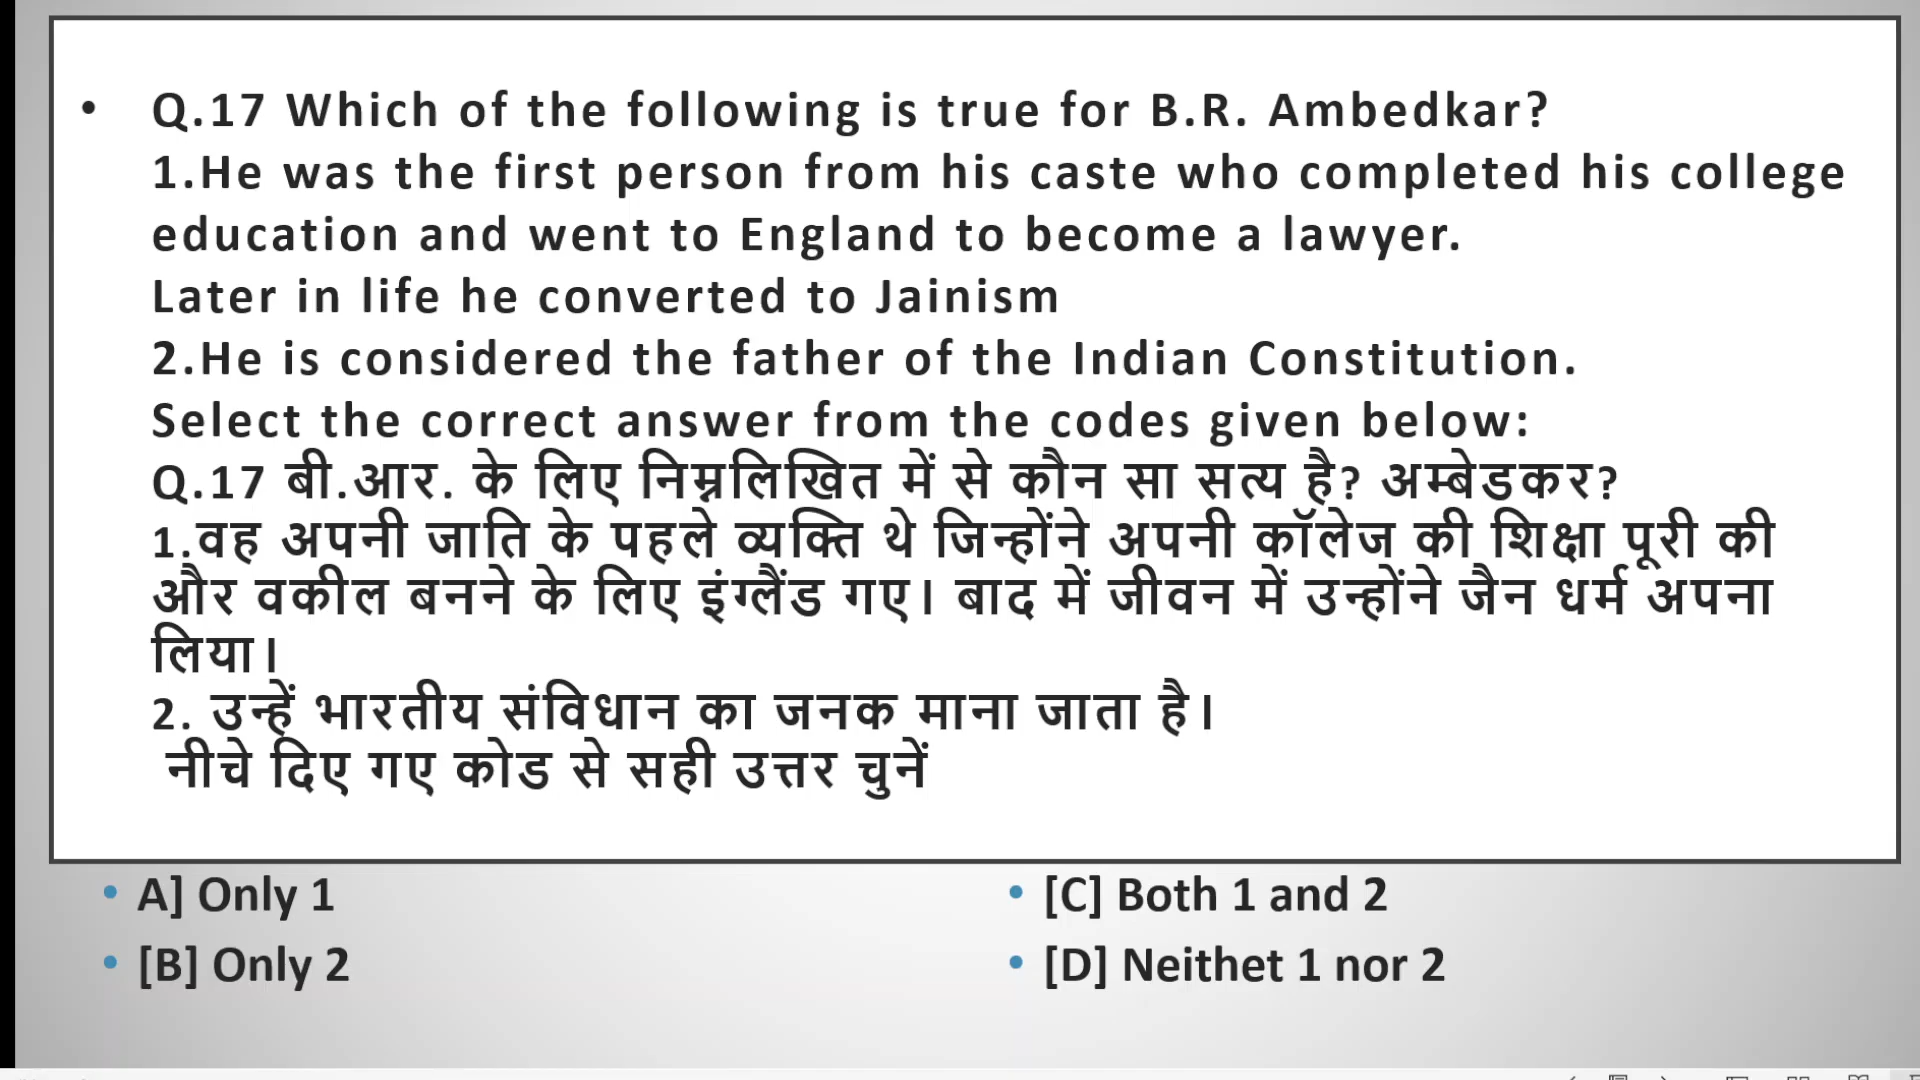 • Q.17 Which of the following is true for B.R. Ambedkar?
1.He was the first person from his caste who completed his college
education and went to England to become a lawyer.
Later in life he converted to Jainism
2.He is considered the father of the Indian Constitution.
Select the correct answer from the codes given below:
Q.17 बी.आर. के लिए निम्नलिखित में से कौन सा सत्य है? अम्बेडकर?
1.वह अपनी जाति के पहले व्यक्ति थे जिन्होंने अपनी कॉलेज की शिक्षा पूरी की
और वकील बनने के लिए इंग्लैंड गए। बाद में जीवन में उन्होंने जैन धर्म अपना
लिया।
2. उन्हें भारतीय संविधान का जनक माना जाता है।
नीचे दिए गए कोड से सही उत्तर चुनें
• A] Only 1
• [B] Only 2
• [C] Both 1 and 2
• [D] Neithet 1 nor 2